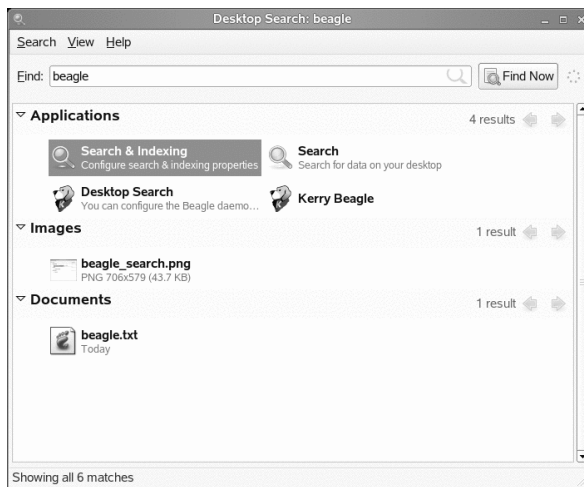 Desktop Search: beagle
Search View Help
Find: beagle Find Now
Applications 4 results
Search & Indexing
Configure search & indexing properties
Search
Search for data on your desktop
Desktop Search
You can configure the Beagle daemo...
Kerry Beagle
Images 1 result
beagle_search.png
PNG 706x579 (43.7 KB)
Documents 1 result
beagle.txt
Today
Showing all 6 matches